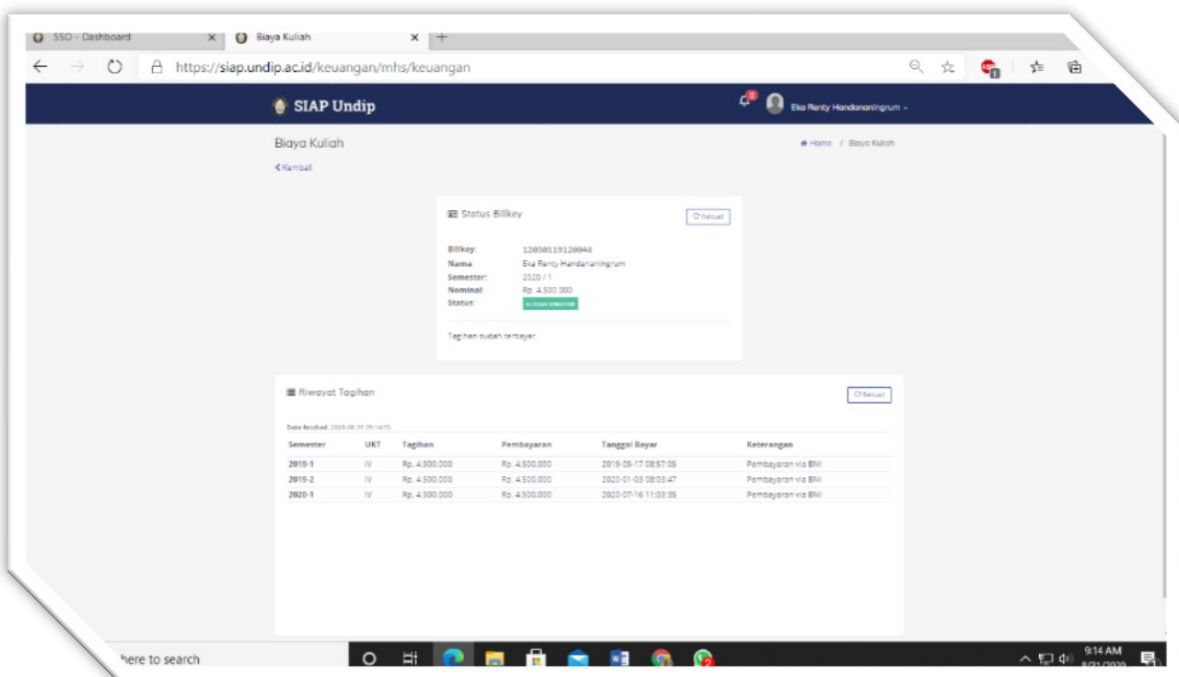 SSO - Dashboard
Biaya Kuliah
https://siap.undip.ac.id/keuangan/mhs/keuangan
SIAP Undip
0
Eka Renty Handananingrum
Biaya Kuliah
Home / Biaya Kuliah
Kembali
Status Billkey
Reload
Billkey: 12030119120046
Nama: Eka Renty Handananingrum
Semester: 2020 / 1
Nominal: Rp. 4.500.000
Status:
Tagihan sudah terbayar.
Riwayat Tagihan
Reload
Data fetched:
Semester UKT Tagihan Pembayaran Tanggal Bayar Keterangan
2019-1 IV Rp. 4.500.000 Rp. 4.500.000 2019-05-17 08:57:05 Pembayaran via BNI
2019-2 IV Rp. 4.500.000 Rp. 4.500.000 2020-01-03 08:03:47 Pembayaran via BNI
2020-1 IV Rp. 4.500.000 Rp. 4.500.000 2020-07-16 11:03:35 Pembayaran via BNI
here to search
9:14 AM